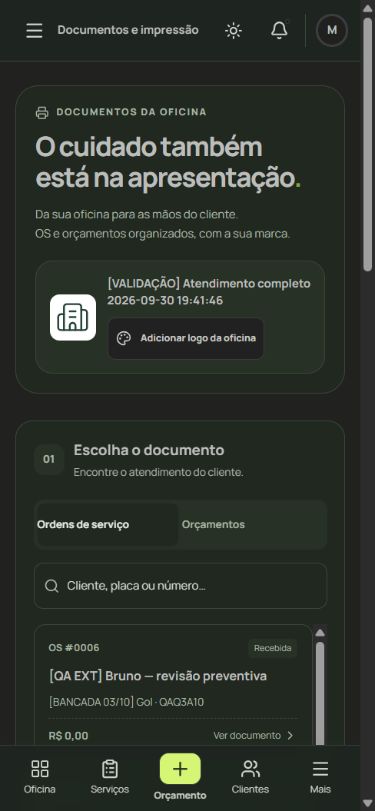 Documentos e impressão
M
DOCUMENTOS DA OFICINA
O cuidado também
está na apresentação.
Da sua oficina para as mãos do cliente.
OS e orçamentos organizados, com a sua marca.
[VALIDAÇÃO] Atendimento completo
2026-09-30 19:41:46
Adicionar logo da oficina
01
Escolha o documento
Encontre o atendimento do cliente.
Ordens de serviço
Orçamentos
Cliente, placa ou número...
OS #0006
Recebida
[QA EXT] Bruno — revisão preventiva
[BANCADA 03/10] Gol · QAQ3A10
R$ 0,00
Ver documento
Oficina
Serviços
Orçamento
Clientes
Mais